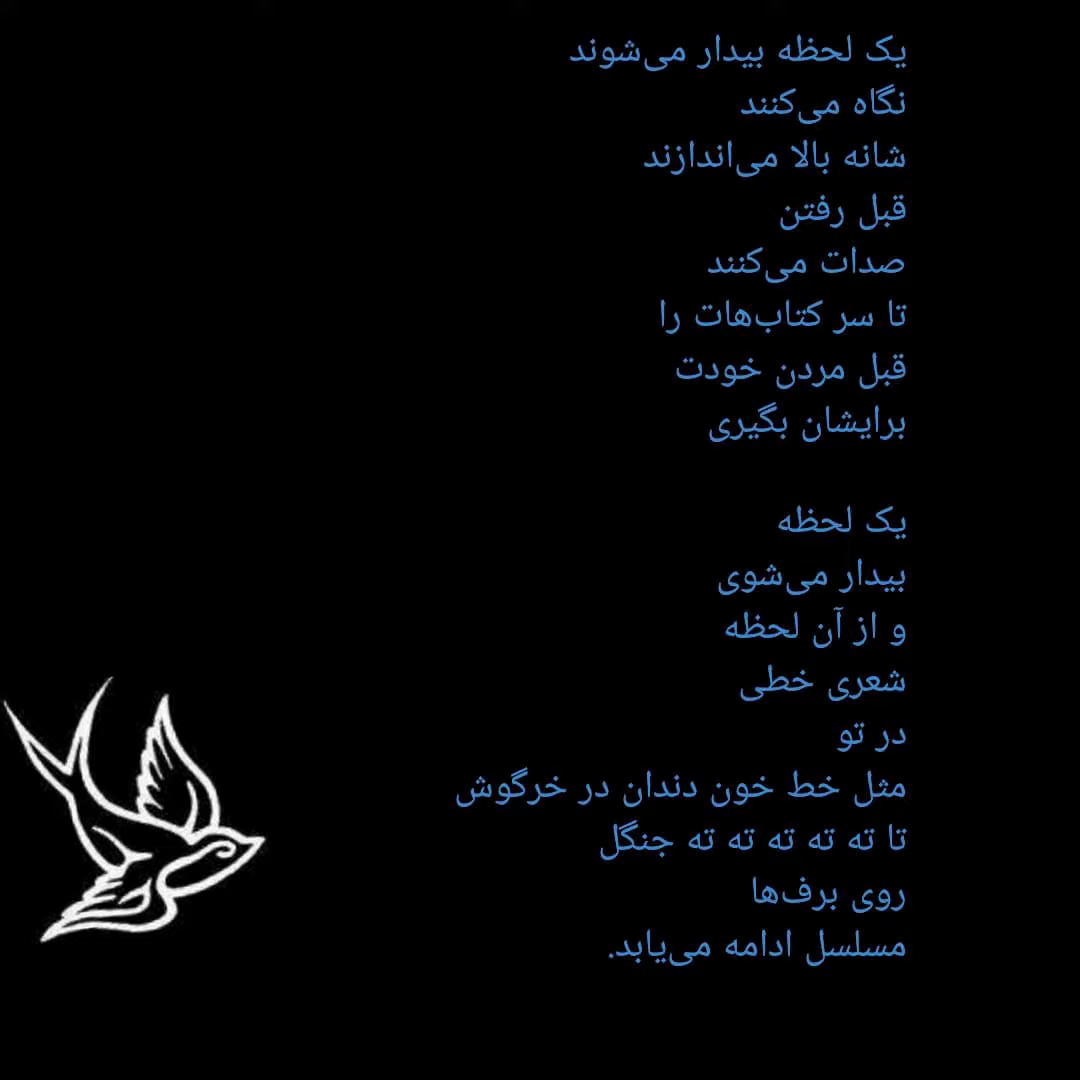 یک لحظه بیدار می‌شوند
نگاه می‌کنند
شانه بالا می‌اندازند
قبل رفتن
صدات می‌کنند
تا سر کتاب‌هات را
قبل مردن خودت
برایشان بگیری
یک لحظه
بیدار می‌شوی
و از آن لحظه
شعری خطی
در تو
مثل خط خون دندان در خرگوش
تا ته ته ته ته ته جنگل
روی برف‌ها
مسلسل ادامه می‌یابد.